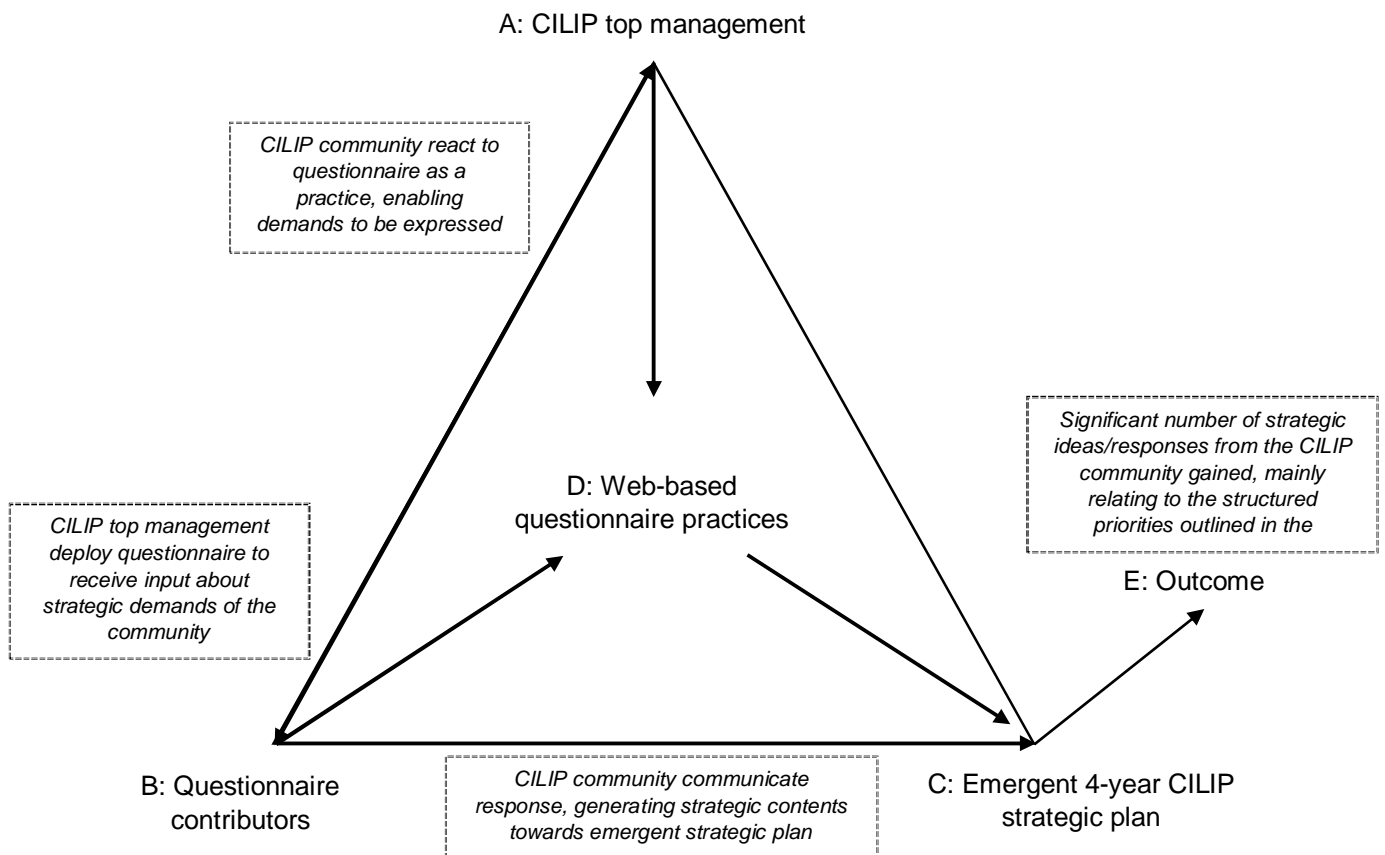 A: CILIP top management
CILIP community react to
questionnaire as a
practice, enabling
demands to be expressed
Significant number of strategic
ideas/responses from the CILIP
community gained, mainly
relating to the structured
priorities outlined in the
D: Web-based
questionnaire practices
CILIP top management
deploy questionnaire to
receive input about
strategic demands of the
community
E: Outcome
B: Questionnaire
contributors
CILIP community communicate
response, generating strategic contents
towards emergent strategic plan
C: Emergent 4-year CILIP
strategic plan